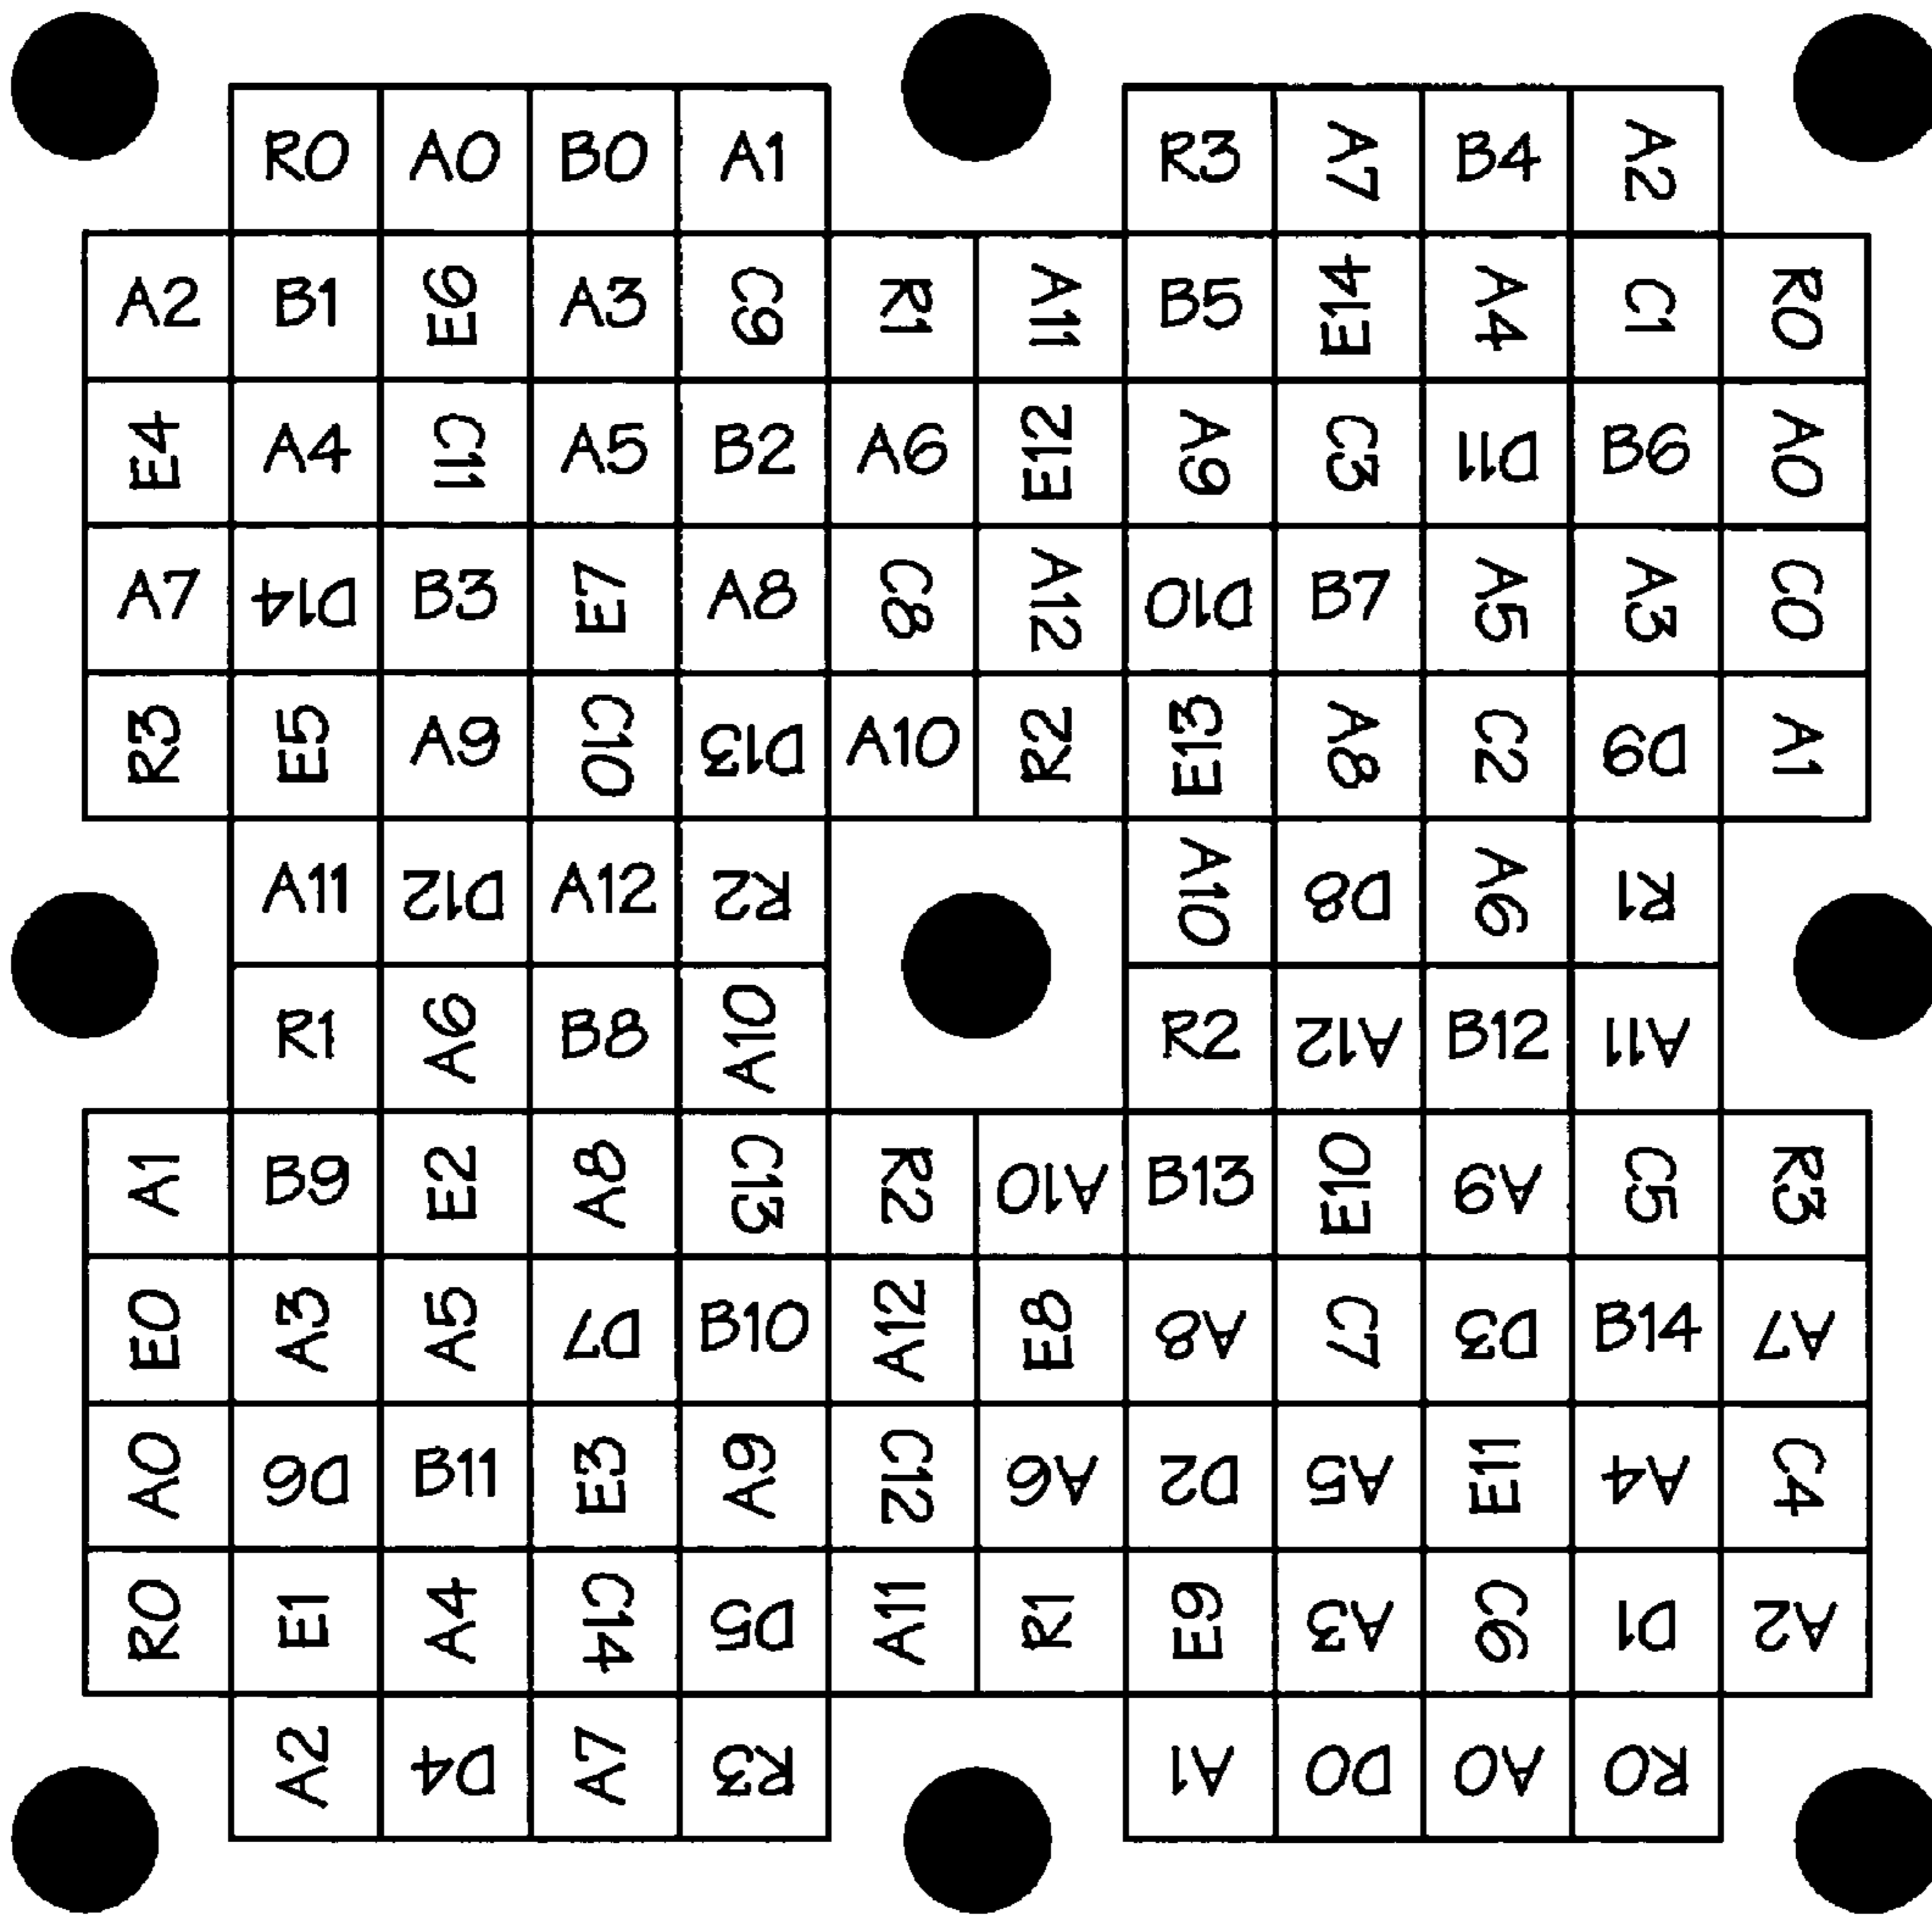 R0 A0 B0 A1 R3 A7 B4 A2
A2 B1 E6 A3 C9 R1 A11 B5 E14 A4 C1 R0
E4 A4 C11 A5 B2 A6 E12 A9 C3 D11 B6 A0
A7 D14 B3 E7 A8 C8 A12 D10 B7 A5 A3 C0
R3 E5 A9 C10 D13 A10 R2 E13 A8 C2 D9 A1
A11 D12 A12 R2 A10 D8 A6 R1
R1 A6 B8 A10 R2 A12 B12 A11
A1 B9 E2 A8 C13 R2 A10 B13 E10 A9 C5 R3
E0 A3 A5 D7 B10 A12 E8 A8 C7 D3 B14 A7
A0 D6 B11 E3 A9 C12 A6 D2 A5 E11 A4 C4
R0 E1 A4 C14 D5 A11 R1 E9 A3 C6 D1 A2
A2 D4 A7 R3 A1 D0 A0 R0